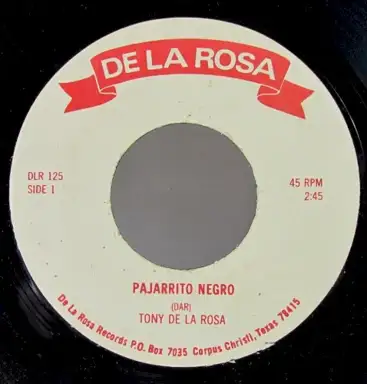 DE LA ROSA
DLR 125
SIDE 1
45 RPM
2:45
PAJARRITO NEGRO
(DAR)
TONY DE LA ROSA
De La Rosa Records P.O. Box 7035 Corpus Christi, Texas 78415